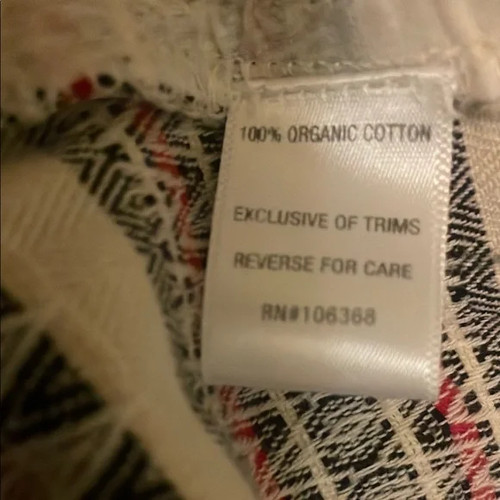 100% ORGANIC COTTON
EXCLUSIVE OF TRIMS
REVERSE FOR CARE
RN#106368